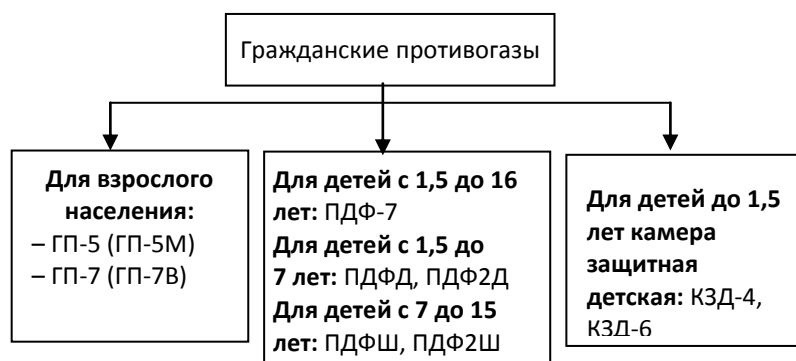 Гражданские противогазы
Для взрослого
населения:
– ГП-5 (ГП-5М)
– ГП-7 (ГП-7В)
Для детей с 1,5 до 16
лет: ПДФ-7
Для детей с 1,5 до
7 лет: ПДФД, ПДФ2Д
Для детей с 7 до 15
лет: ПДФШ, ПДФ2Ш
Для детей до 1,5
лет камера
защитная
детская: КЗД-4,
КЗД-6